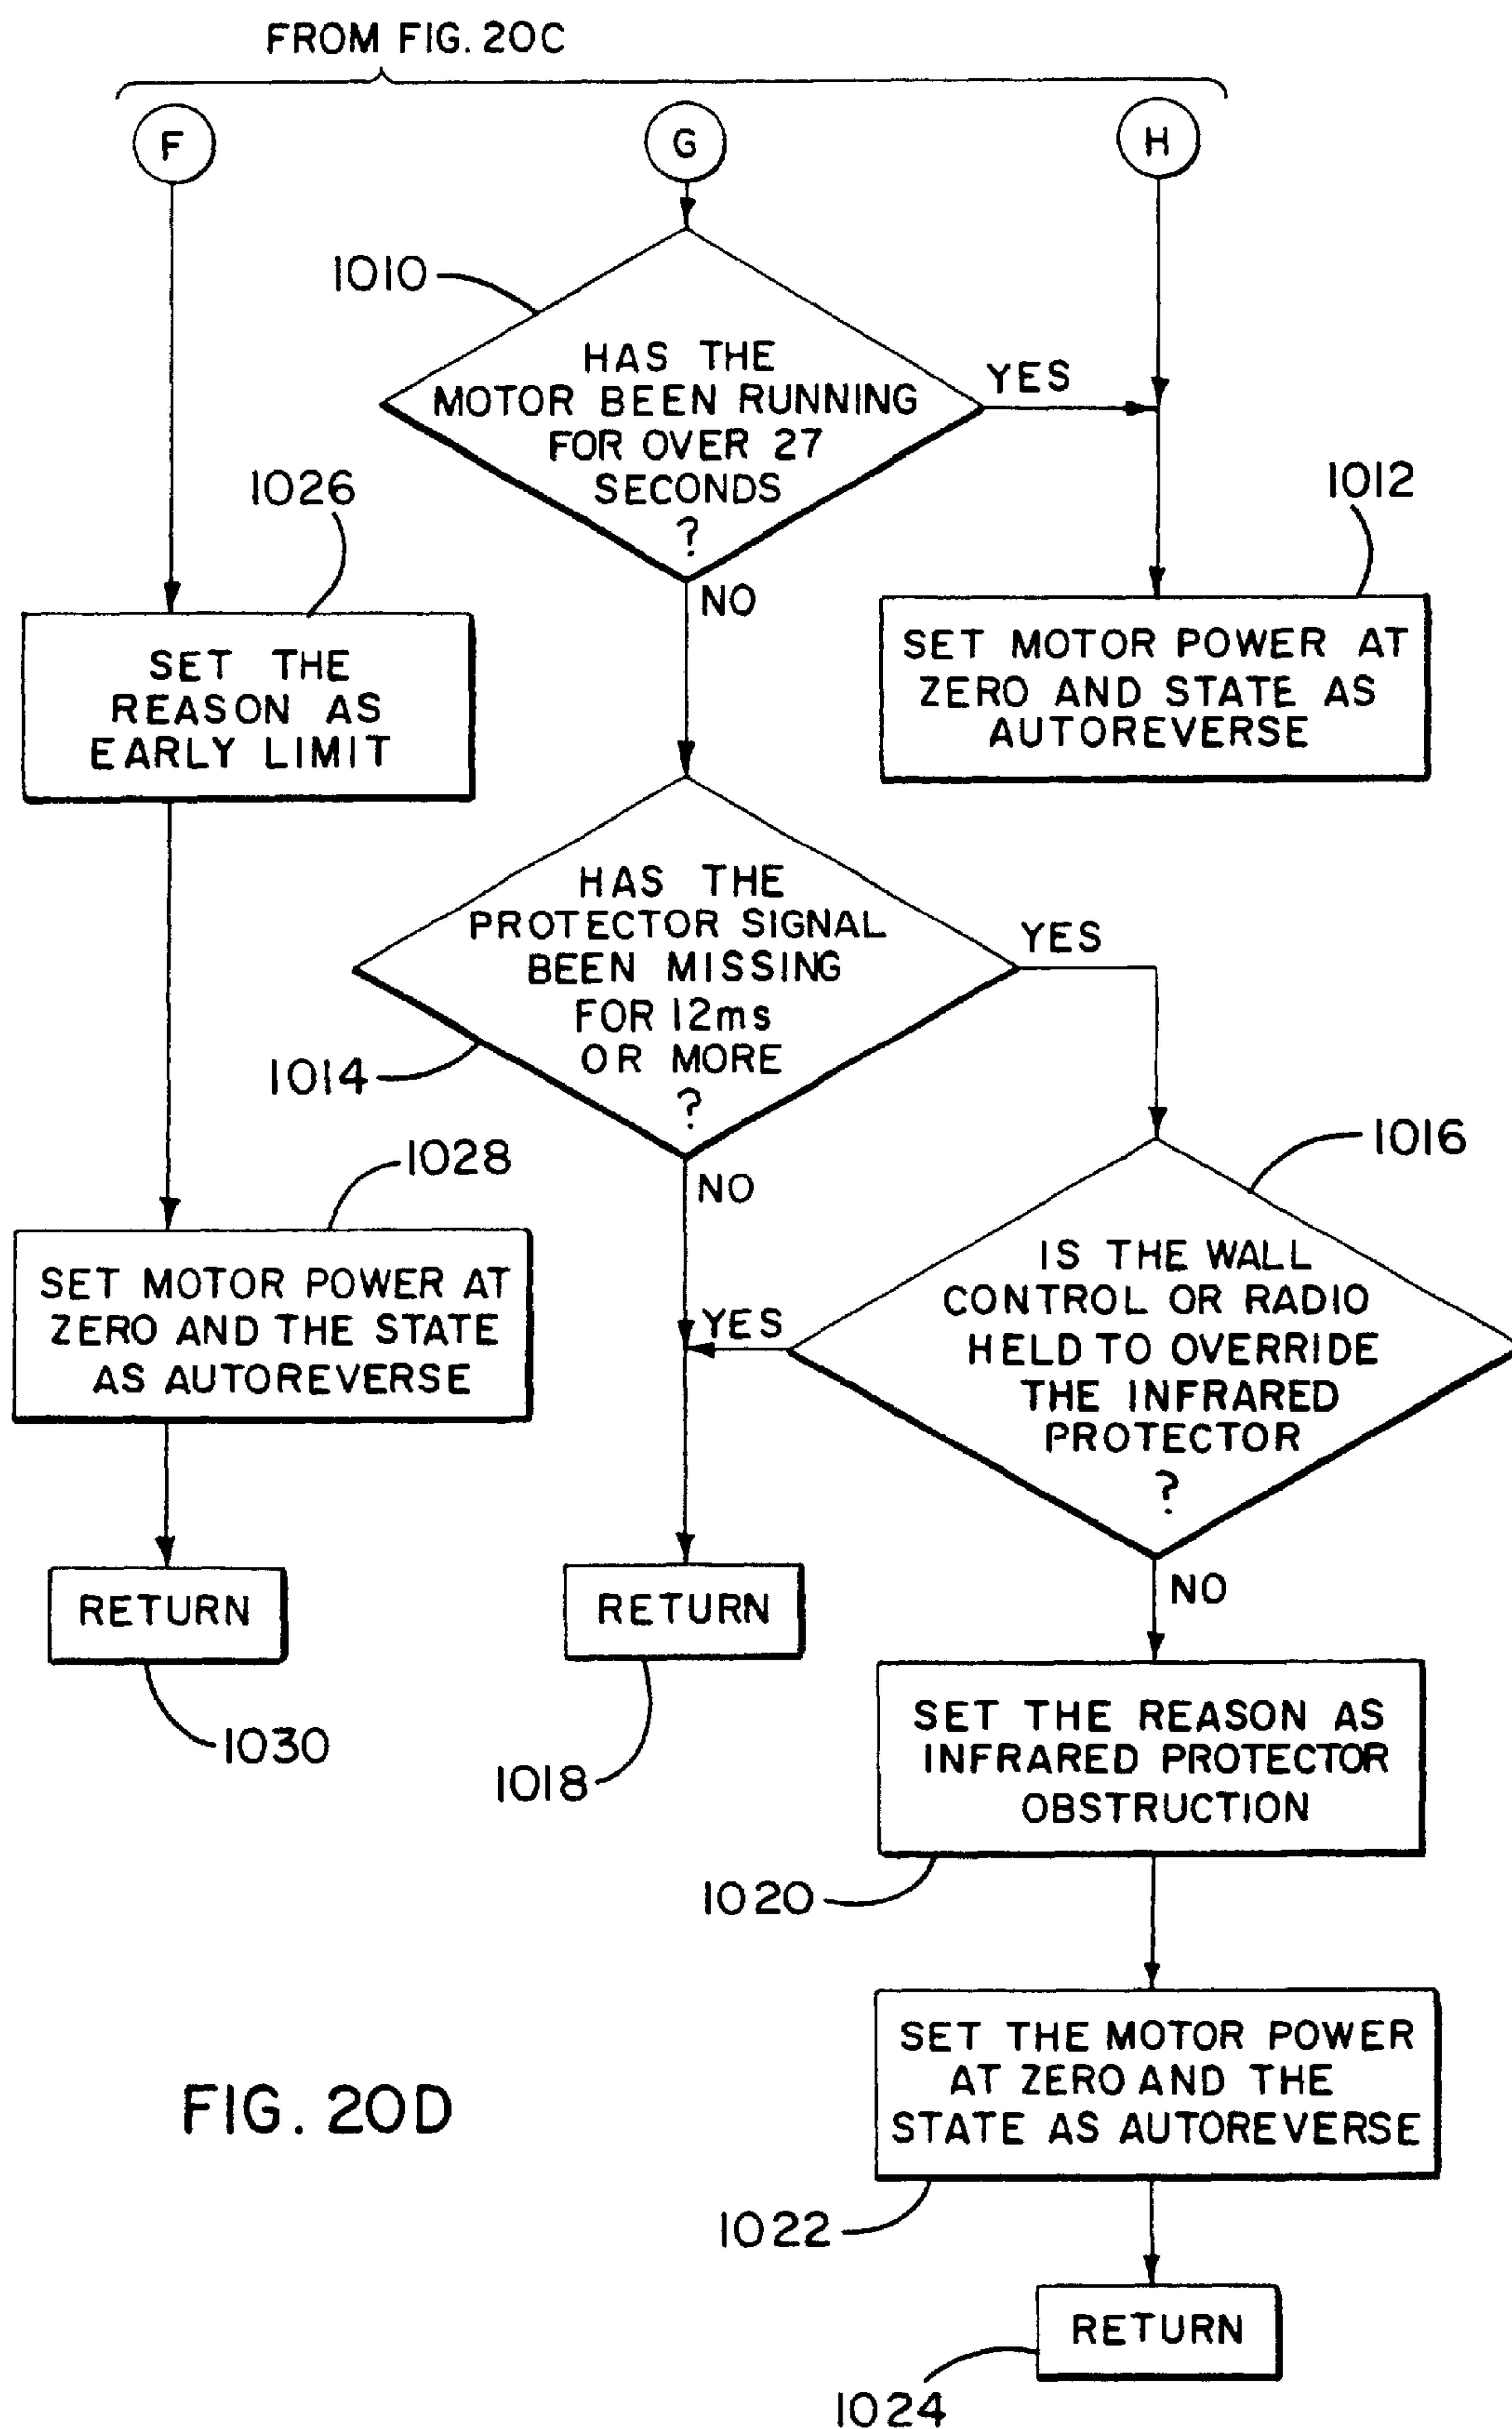 FROM FIG. 20C
F
G
H
1010
HAS THE
MOTOR BEEN RUNNING
FOR OVER 27
SECONDS
?
YES
NO
1026
SET THE
REASON AS
EARLY LIMIT
1012
SET MOTOR POWER AT
ZERO AND STATE AS
AUTOREVERSE
HAS THE
PROTECTOR SIGNAL
BEEN MISSING
FOR 12ms
OR MORE
?
YES
1014
NO
1028
SET MOTOR POWER AT
ZERO AND THE STATE
AS AUTOREVERSE
1016
IS THE WALL
CONTROL OR RADIO
HELD TO OVERRIDE
THE INFRARED
PROTECTOR
?
YES
NO
RETURN
1030
RETURN
1018
SET THE REASON AS
INFRARED PROTECTOR
OBSTRUCTION
1020
SET THE MOTOR POWER
AT ZERO AND THE
STATE AS AUTOREVERSE
1022
RETURN
1024
FIG. 20D